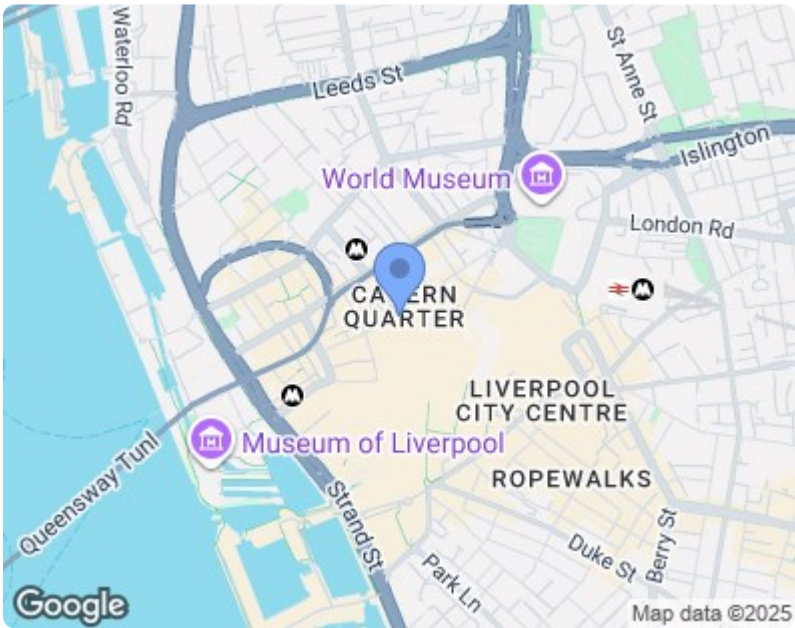 Waterloo Rd
Leeds St
St Anne St
Islington
World Museum
London Rd
CAVERN
QUARTER
LIVERPOOL
CITY CENTRE
Museum of Liverpool
ROPEWALKS
Queensway Tunl
Strand St
Duke St
Berry St
Park Ln
Google
Map data ©2025